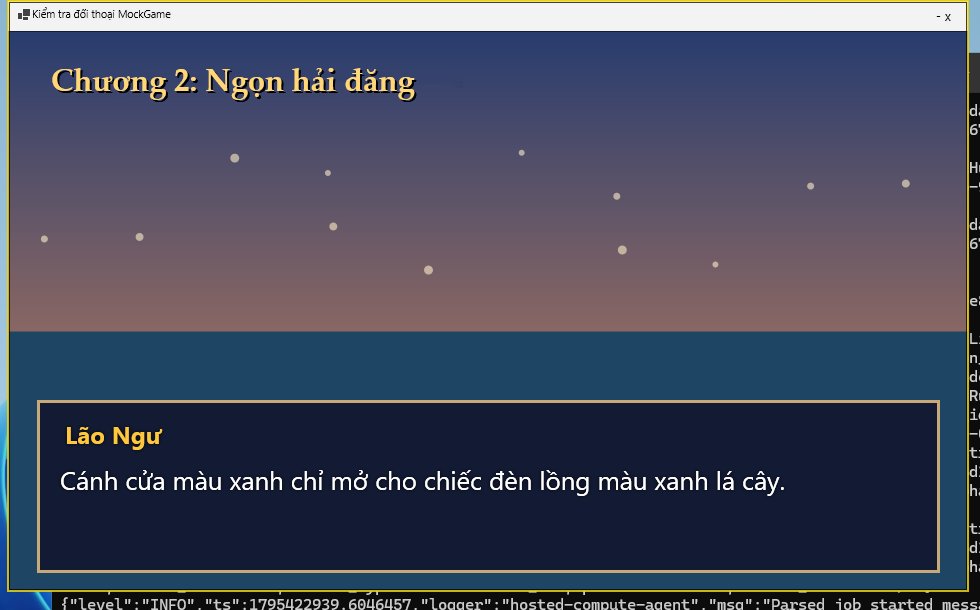 Kiểm tra đối thoại MockGame
- x
Chương 2: Ngọn hải đăng
Lão Ngư
Cánh cửa màu xanh chỉ mở cho chiếc đèn lồng màu xanh lá cây.
{"level":"INFO","ts":1795422939.6046457,"logger":"hosted-compute-agent","msg":"Parsed job started